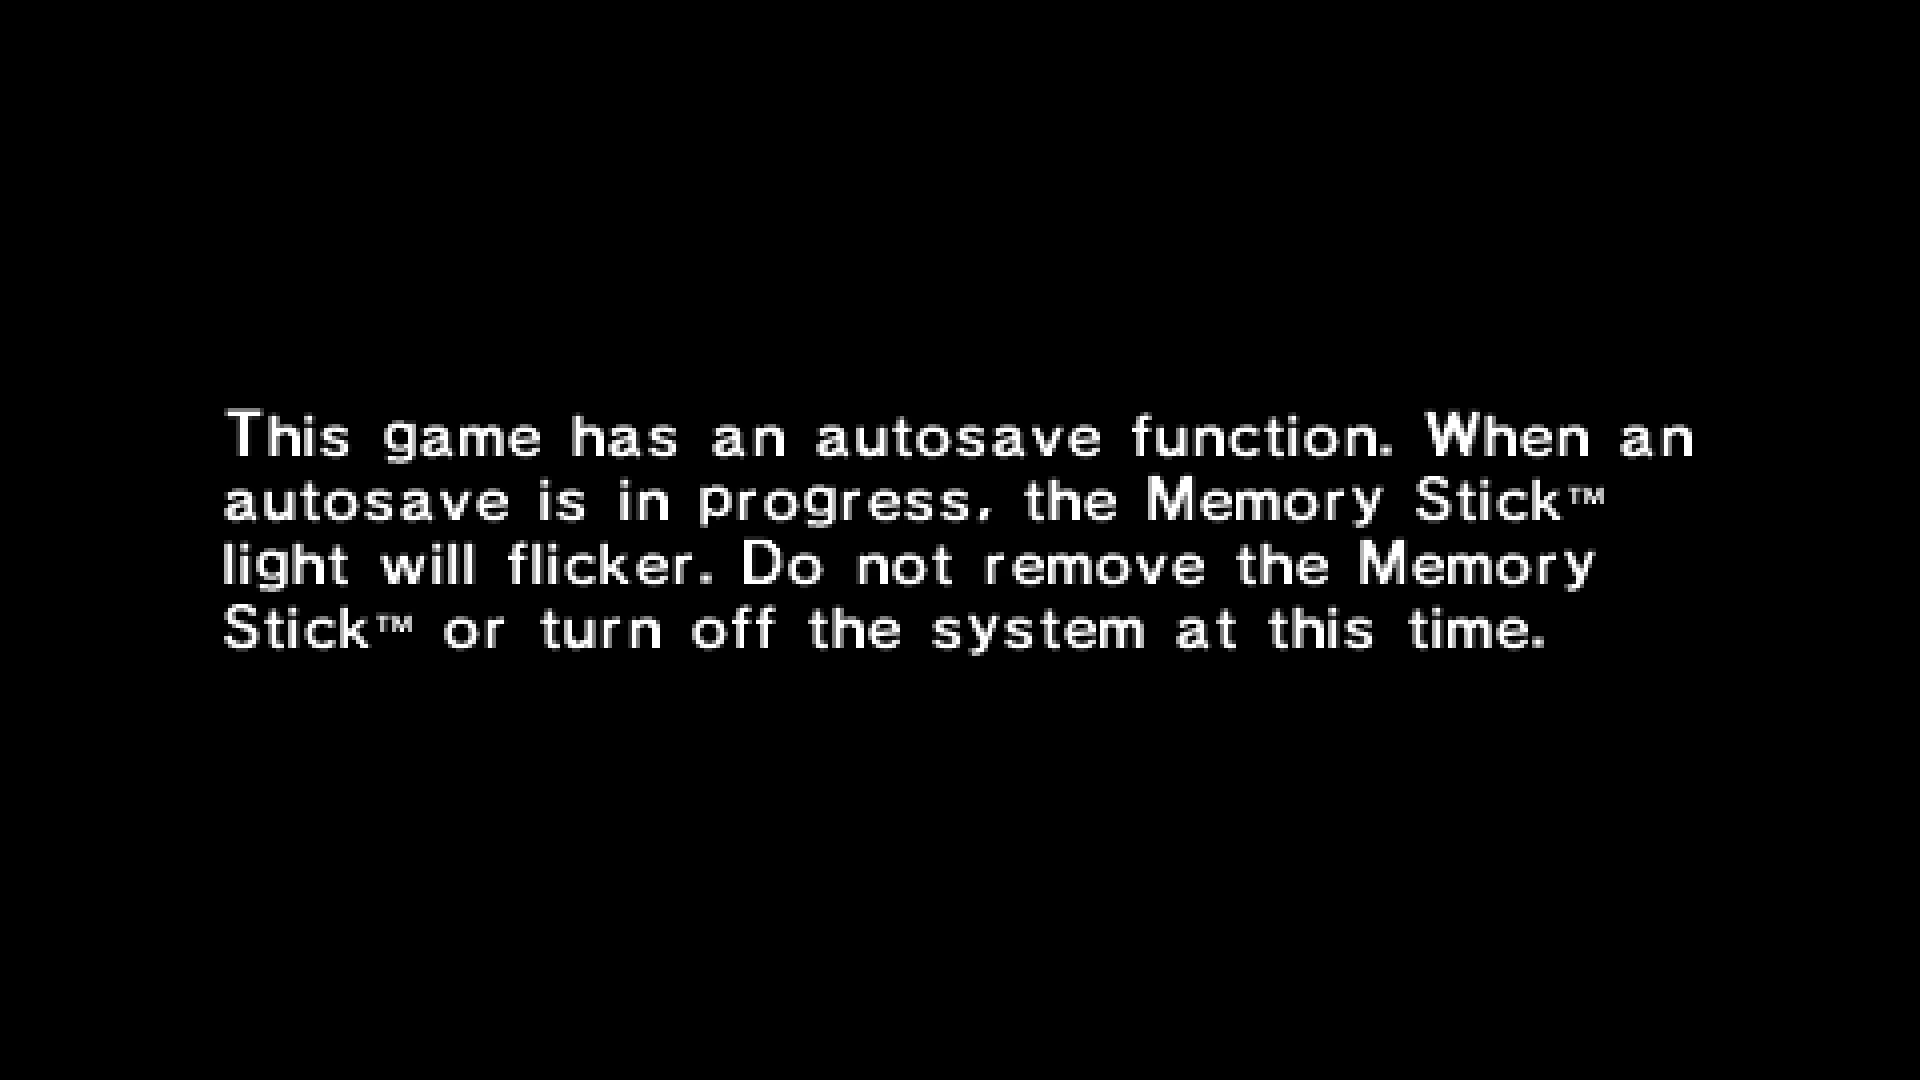 This game has an autosave function. When an
autosave is in progress, the Memory Stick™
light will flicker. Do not remove the Memory
Stick™ or turn off the system at this time.